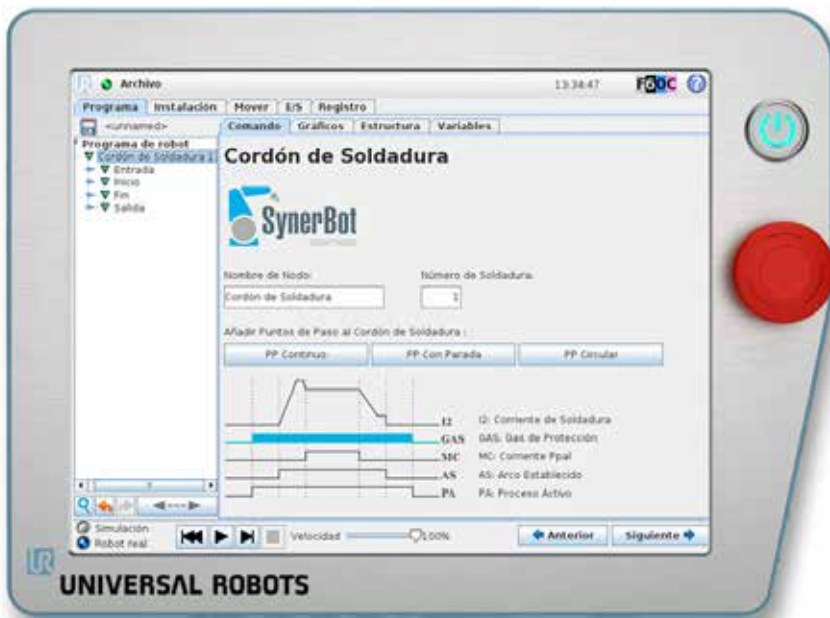 Archivo
13:34:47
F60C
?
Programa Instalación Mover E/S Registro
<unnamed>
Comando Gráficos Estructura Variables
Programa de robot
Cordón de Soldadura 1
Entrada
Inicio
Fin
Salida
Cordón de Soldadura
SynerBot
Nombre de Nodo:
Número de Soldadura:
Cordón de Soldadura
1
Añadir Puntos de Paso al Cordón de Soldadura :
PP Continuo
PP Con Parada
PP Circular
I2 I2: Corriente de Soldadura
GAS GAS: Gas de Protección
MC MC: Corriente Ppal
AS AS: Arco Establecido
PA PA: Proceso Activo
Simulación
Robot real
Velocidad
100%
Anterior
Siguiente
UR
UNIVERSAL ROBOTS